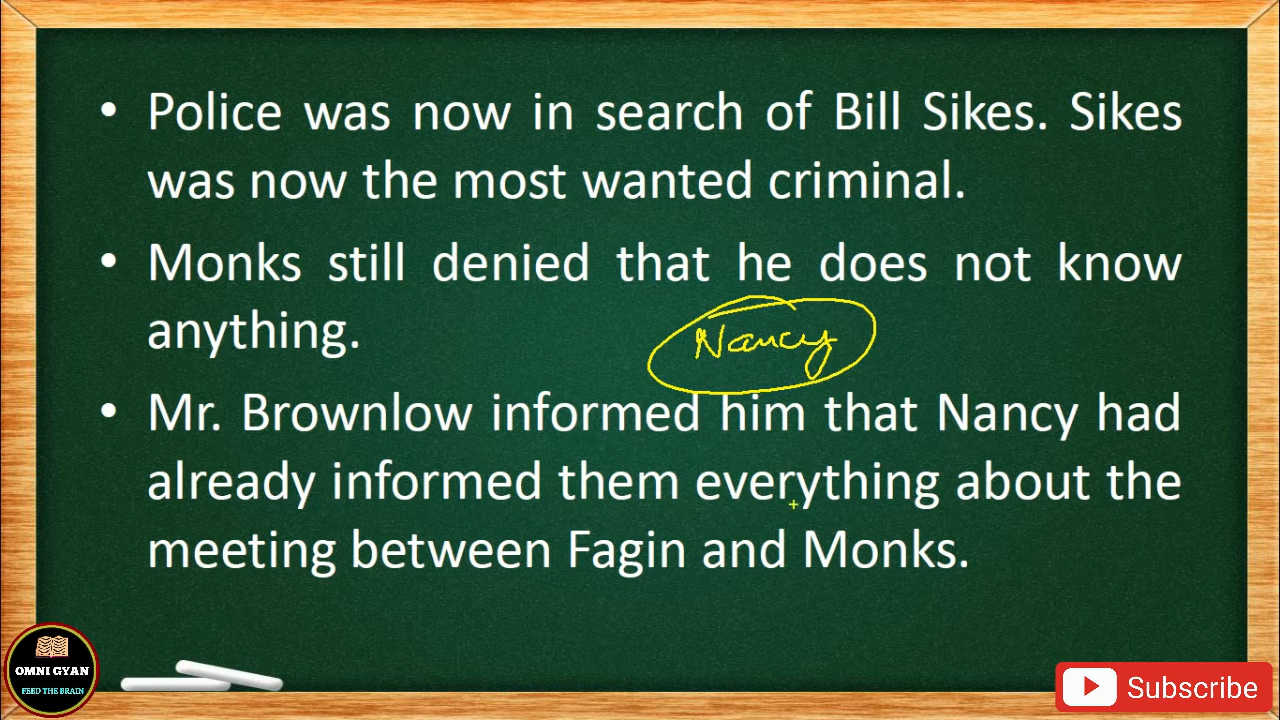 • Police was now in search of Bill Sikes. Sikes
was now the most wanted criminal.
• Monks still denied that he does not know
anything.
Nancy
• Mr. Brownlow informed him that Nancy had
already informed them everything about the
meeting between Fagin and Monks.
OMNI GYAN
FEED THE BRAIN
Subscribe